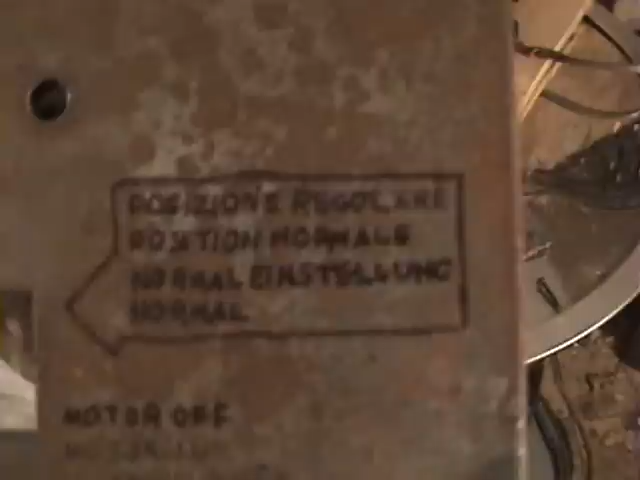 POSIZIONE REGOLARE
POSITION NORMALE
NORMAL EINSTELLUNG
NORMAL
MOTOR OFF